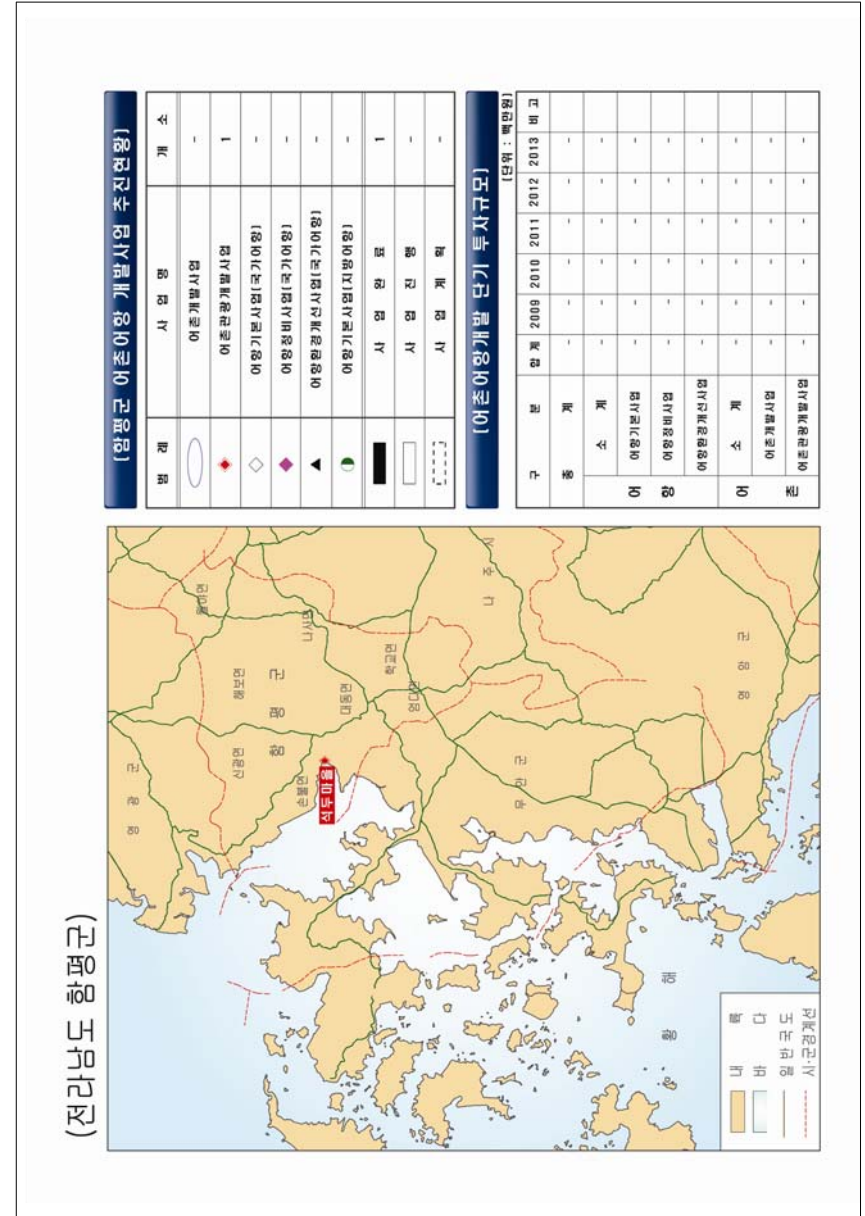 (전라남도 함평군)
영 광 군
신광면
해보면
월야면
함 평 군
나산면
손불면
석두마을
대동면
학교면
엄다면
나 주 시
무 안 군
영 암 군
황 해
내 륙
바 다
일 반 국 도
시·군경계선
[함평군 어촌어항 개발사업 추진현황]
범 례 사 업 명 개 소
어촌개발사업 -
어촌관광개발사업 1
어항기본사업(국가어항) -
어항정비사업(국가어항) -
어항환경개선사업(국가어항) -
어항기본사업(지방어항) -
사 업 완 료 1
사 업 진 행 -
사 업 계 획 -
[어촌어항개발 단기 투자규모]
(단위 : 백만원)
구 분 합 계 2009 2010 2011 2012 2013 비 고
총 계 - - - - - -
어 항
소 계 - - - - - -
어항기본사업 - - - - - -
어항정비사업 - - - - - -
어항환경개선사업 - - - - - -
어 촌
소 계 - - - - - -
어촌개발사업 - - - - - -
어촌관광개발사업 - - - - - -